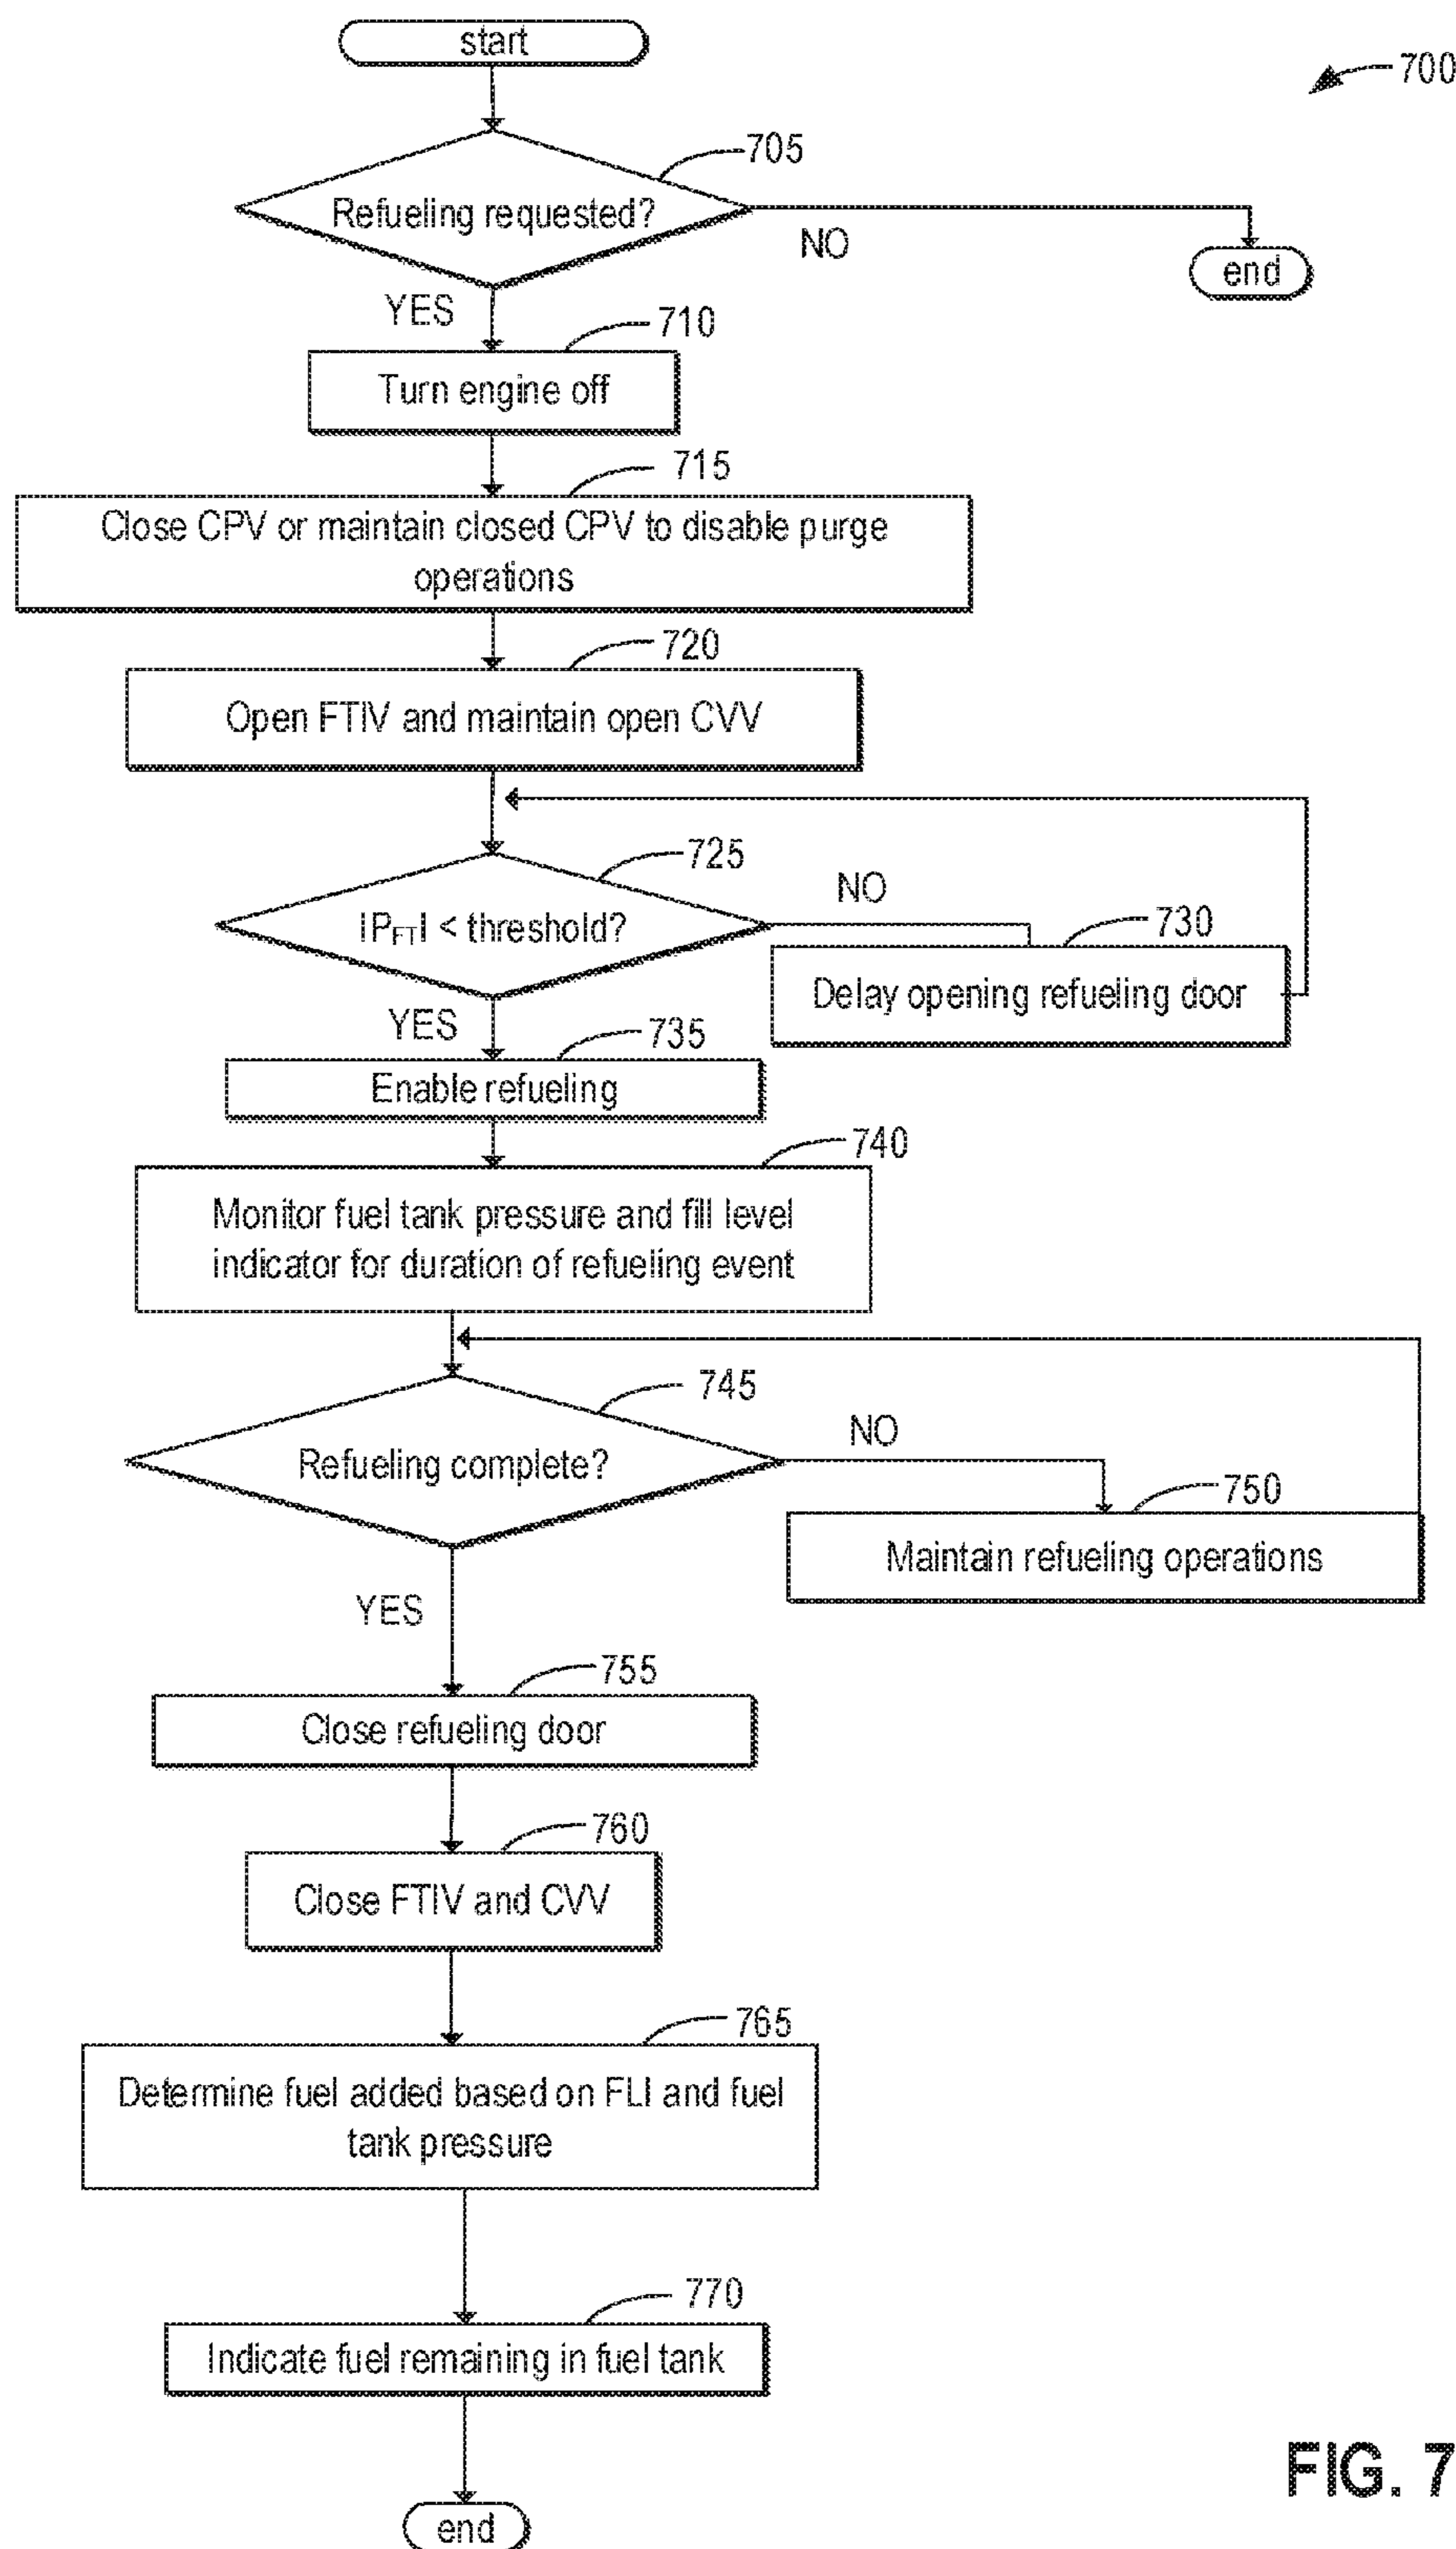 start
700
705
Refueling requested?
NO
end
YES
710
Turn engine off
715
Close CPV or maintain closed CPV to disable purge
operations
720
Open FTIV and maintain open CVV
725
NO
|P_FT| < threshold?
730
Delay opening refueling door
YES
735
Enable refueling
740
Monitor fuel tank pressure and fill level
indicator for duration of refueling event
745
NO
Refueling complete?
750
Maintain refueling operations
YES
755
Close refueling door
760
Close FTIV and CVV
765
Determine fuel added based on FLI and fuel
tank pressure
770
Indicate fuel remaining in fuel tank
FIG. 7
end